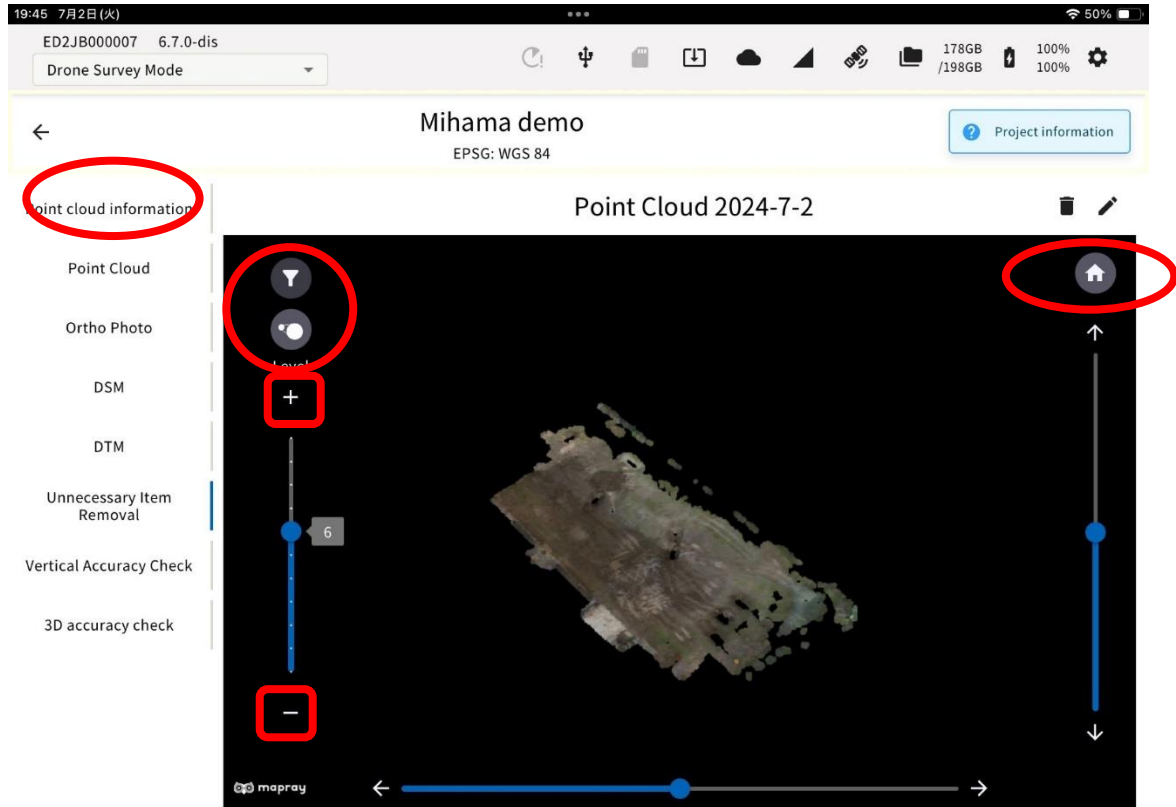 19:45 7月2日(火)
50%
ED2JB000007 6.7.0-dis
Drone Survey Mode
178GB
/198GB
100%
100%
Mihama demo
EPSG: WGS 84
Project information
Point cloud information
Point Cloud 2024-7-2
Point Cloud
Ortho Photo
DSM
DTM
Unnecessary Item
Removal
Vertical Accuracy Check
3D accuracy check
Level
+
6
−
mapray